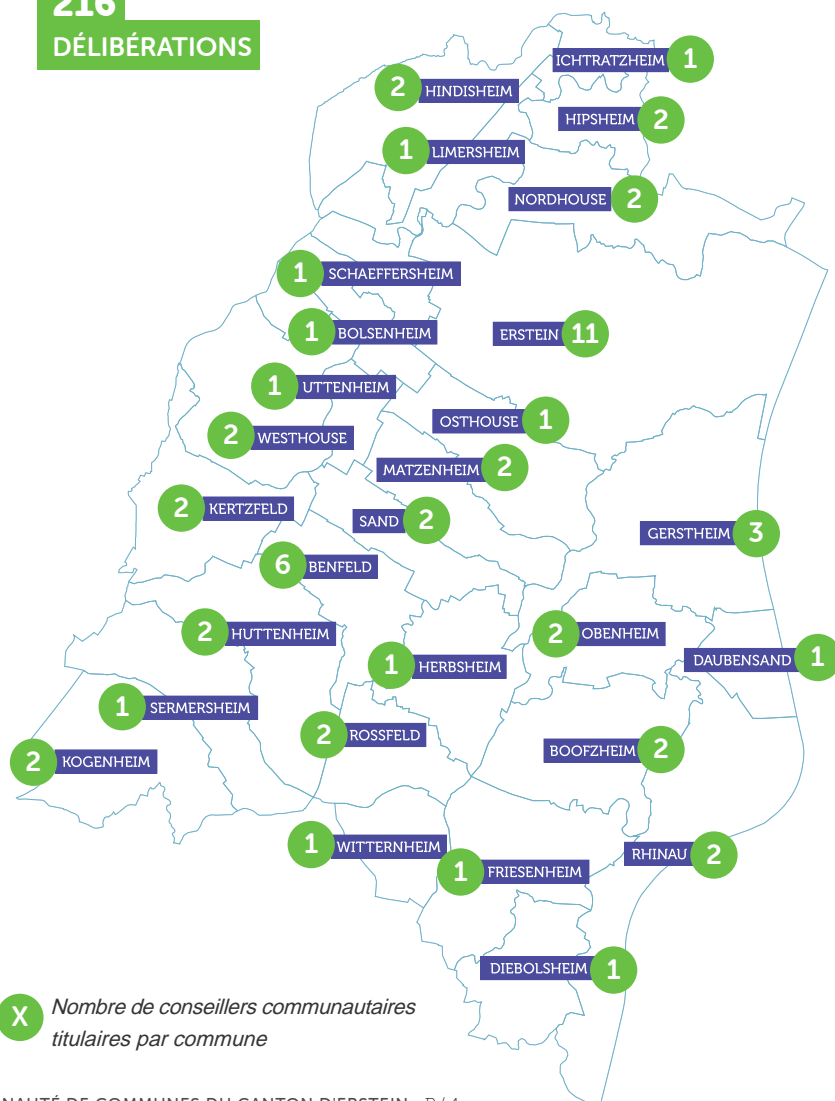 216
DÉLIBÉRATIONS
ICHTRATZHEIM 1
2 HINDISHEIM
HIPSHEIM 2
1 LIMERSHEIM
NORDHOUSE 2
1 SCHAEFFERSHEIM
1 BOLSENHEIM
ERSTEIN 11
1 UTTENHEIM
OSTHOUSE 1
2 WESTHOUSE
MATZENHEIM 2
2 KERTZFELD
SAND 2
GERSTHEIM 3
6 BENFELD
2 HUTTENHEIM
2 OBENHEIM
DAUBENSAND 1
1 HERBSHEIM
1 SERMERSHEIM
2 ROSSFELD
BOOFZHEIM 2
2 KOGENHEIM
1 WITTERNHEIM
RHINAU 2
1 FRIESENHEIM
DIEBOLSHEIM 1
X Nombre de conseillers communautaires
titulaires par commune